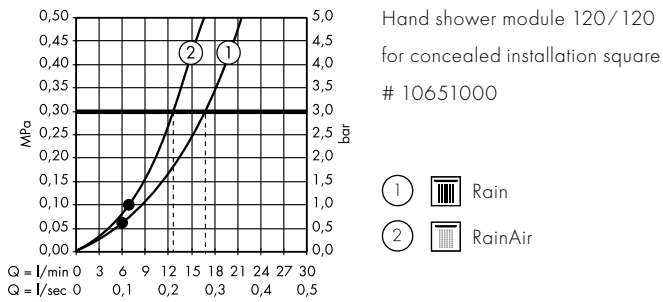 0,50 5,0
0,45 4,5
0,40 4,0
0,35 3,5
0,30 3,0
0,25 2,5
0,20 2,0
0,15 1,5
0,10 1,0
0,05 0,5
0,00 0,0
MPa
bar
2 1
Q = l/min 0 3 6 9 12 15 18 21 24 27 30
Q = l/sec 0 0,1 0,2 0,3 0,4 0,5
Hand shower module 120/120
for concealed installation square
# 10651000
1 Rain
2 RainAir